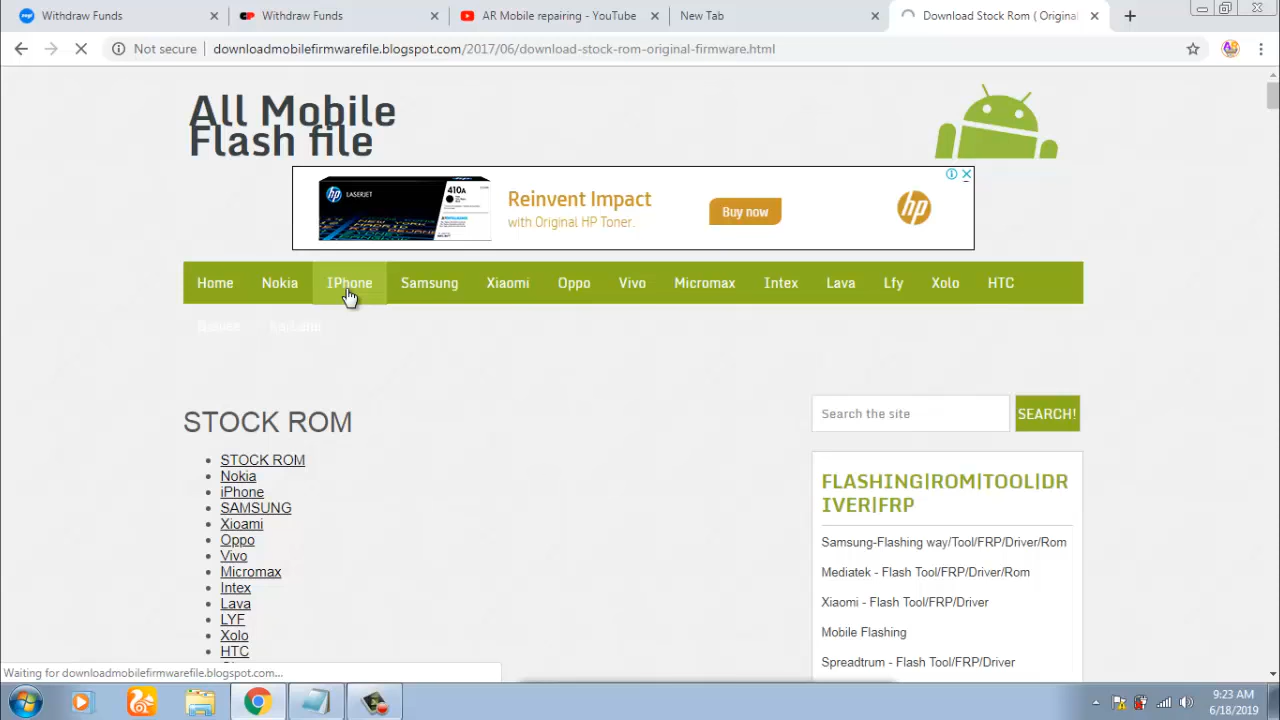 Withdraw Funds
Withdraw Funds
AR Mobile repairing - YouTube
New Tab
Download Stock Rom ( Original
Not secure
downloadmobilefirmwarefile.blogspot.com/2017/06/download-stock-rom-original-firmware.html
All Mobile
Flash file
LASERJET
410A
Reinvent Impact
with Original HP Toner.
Buy now
hp
Home
Nokia
IPhone
Samsung
Xiaomi
Oppo
Vivo
Micromax
Intex
Lava
Lfy
Xolo
HTC
STOCK ROM
Search the site
SEARCH!
STOCK ROM
Nokia
iPhone
SAMSUNG
Xioami
Oppo
Vivo
Micromax
Intex
Lava
LYF
Xolo
HTC
FLASHING|ROM|TOOL|DR
IVER|FRP
Samsung-Flashing way/Tool/FRP/Driver/Rom
Mediatek - Flash Tool/FRP/Driver/Rom
Xiaomi - Flash Tool/FRP/Driver
Mobile Flashing
Spreadtrum - Flash Tool/FRP/Driver
Waiting for downloadmobilefirmwarefile.blogspot.com...
9:23 AM
6/18/2019